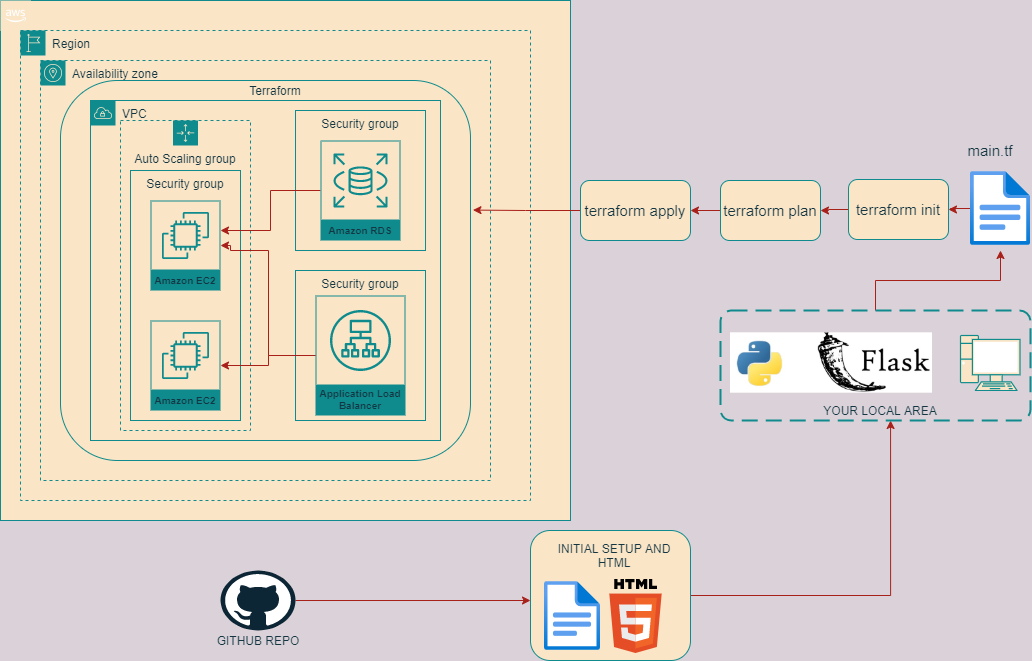 aws
Region
Availability zone
Terraform
VPC
Security group
Auto Scaling group
Security group
Amazon RDS
Amazon EC2
Security group
Amazon EC2
Application Load
Balancer
terraform apply
terraform plan
terraform init
main.tf
Flask
YOUR LOCAL AREA
INITIAL SETUP AND
HTML
HTML
5
GITHUB REPO